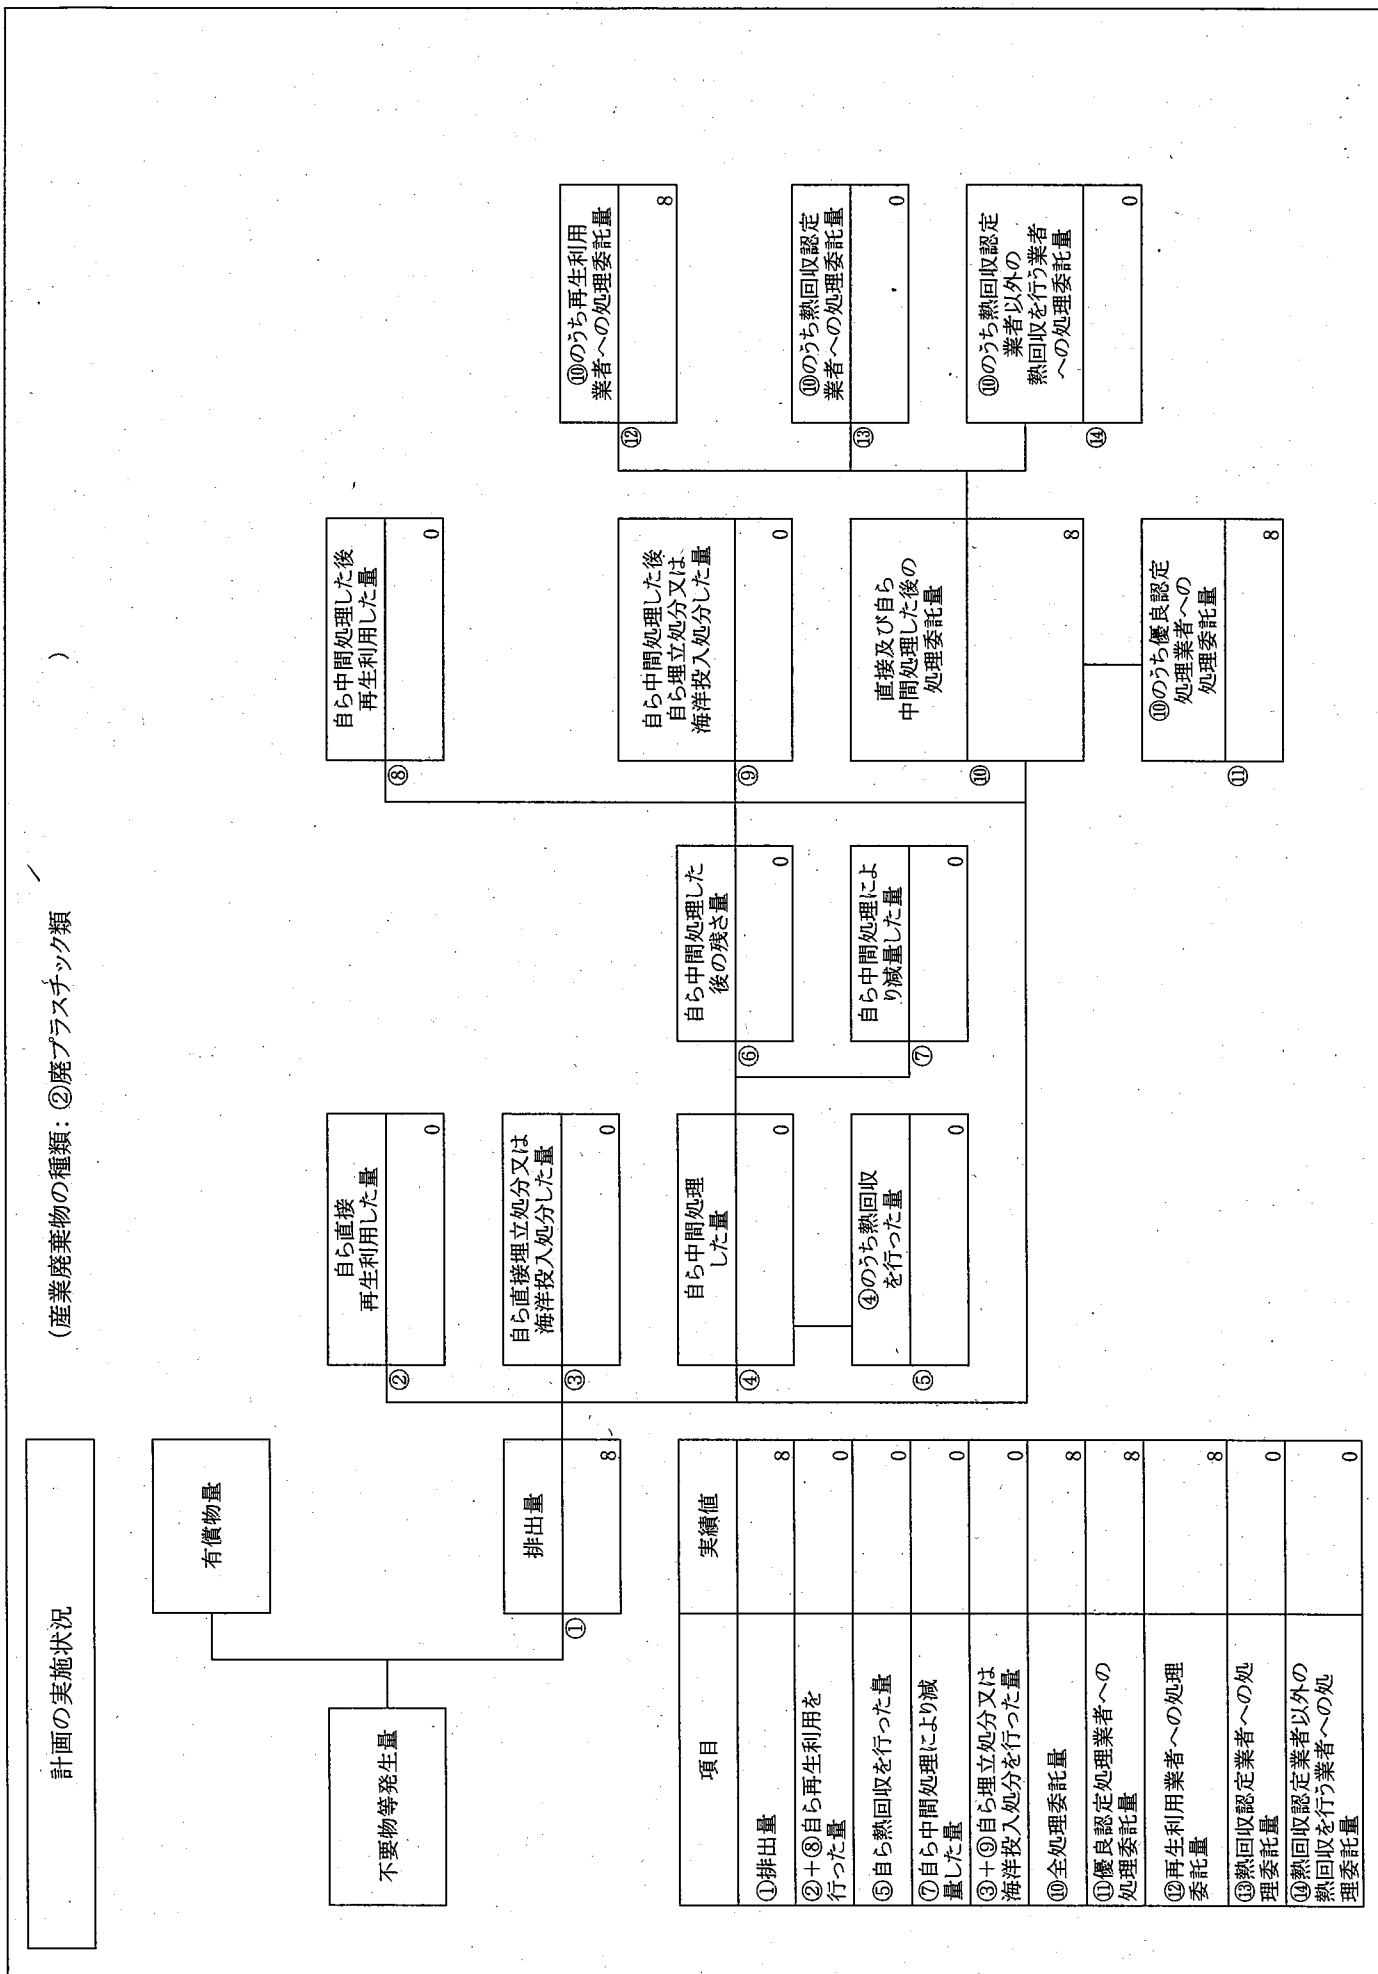 計画の実施状況
(産業廃棄物の種類：②廃プラスチック類
)
不要物等発生量
有償物量
①
排出量
8
②
自ら直接
再生利用した量
0
③
自ら直接埋立処分又は
海洋投入処分した量
0
④
自ら中間処理
した量
0
⑤
④のうち熱回収
を行った量
0
⑥
自ら中間処理した
後の残さ量
0
⑦
自ら中間処理によ
り減量した量
0
⑧
自ら中間処理した後
再生利用した量
0
⑨
自ら中間処理した後
自ら埋立処分又は
海洋投入処分した量
0
⑩
直接及び自ら
中間処理した後の
処理委託量
8
⑪
⑩のうち優良認定
処理業者への
処理委託量
8
⑫
⑩のうち再生利用
業者への処理委託量
8
⑬
⑩のうち熱回収認定
業者への処理委託量
0
⑭
⑩のうち熱回収認定
業者以外の
熱回収を行う業者
への処理委託量
0
項目 実績値
①排出量 8
②＋⑧自ら再生利用を
行った量 0
⑤自ら熱回収を行った量 0
⑦自ら中間処理により減
量した量 0
③＋⑨自ら埋立処分又は
海洋投入処分を行った量 0
⑩全処理委託量 8
⑪優良認定処理業者への
処理委託量 8
⑫再生利用業者への処理
委託量 8
⑬熱回収認定業者への処
理委託量 0
⑭熱回収認定業者以外の
熱回収を行う業者への処
理委託量 0